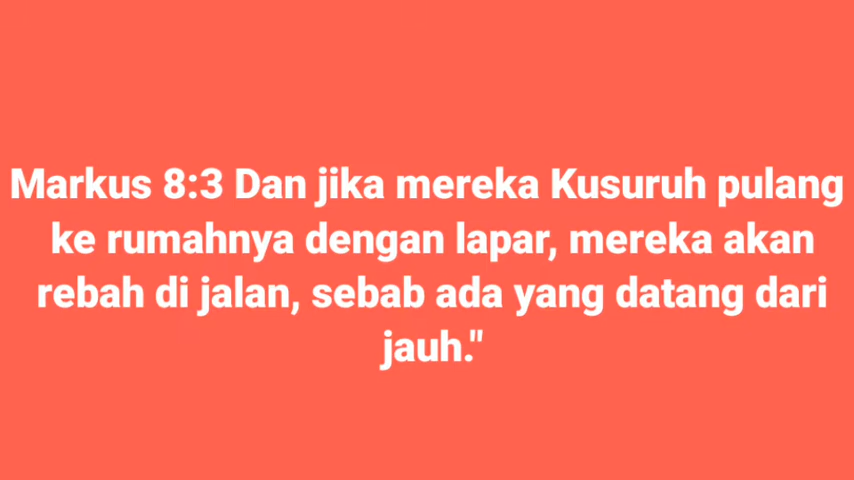 Markus 8:3 Dan jika mereka Kusuruh pulang
ke rumahnya dengan lapar, mereka akan
rebah di jalan, sebab ada yang datang dari
jauh."